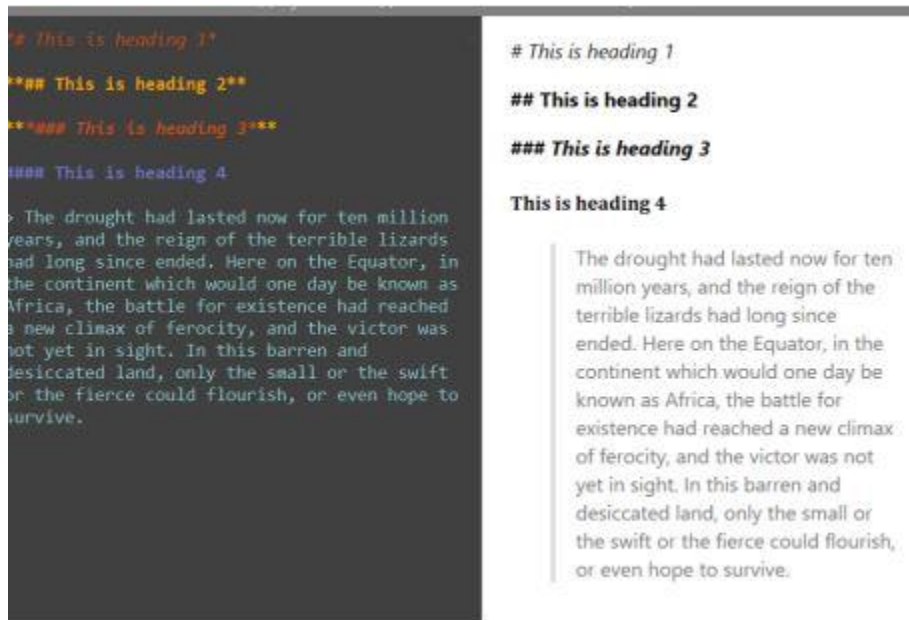 *# This is heading 1*
**## This is heading 2**
***### This is heading 3***
#### This is heading 4
> The drought had lasted now for ten million
years, and the reign of the terrible lizards
had long since ended. Here on the Equator, in
the continent which would one day be known as
Africa, the battle for existence had reached
a new climax of ferocity, and the victor was
not yet in sight. In this barren and
desiccated land, only the small or the swift
or the fierce could flourish, or even hope to
survive.
# This is heading 1
## This is heading 2
### This is heading 3
This is heading 4
The drought had lasted now for ten
million years, and the reign of the
terrible lizards had long since
ended. Here on the Equator, in the
continent which would one day be
known as Africa, the battle for
existence had reached a new climax
of ferocity, and the victor was not
yet in sight. In this barren and
desiccated land, only the small or
the swift or the fierce could flourish,
or even hope to survive.